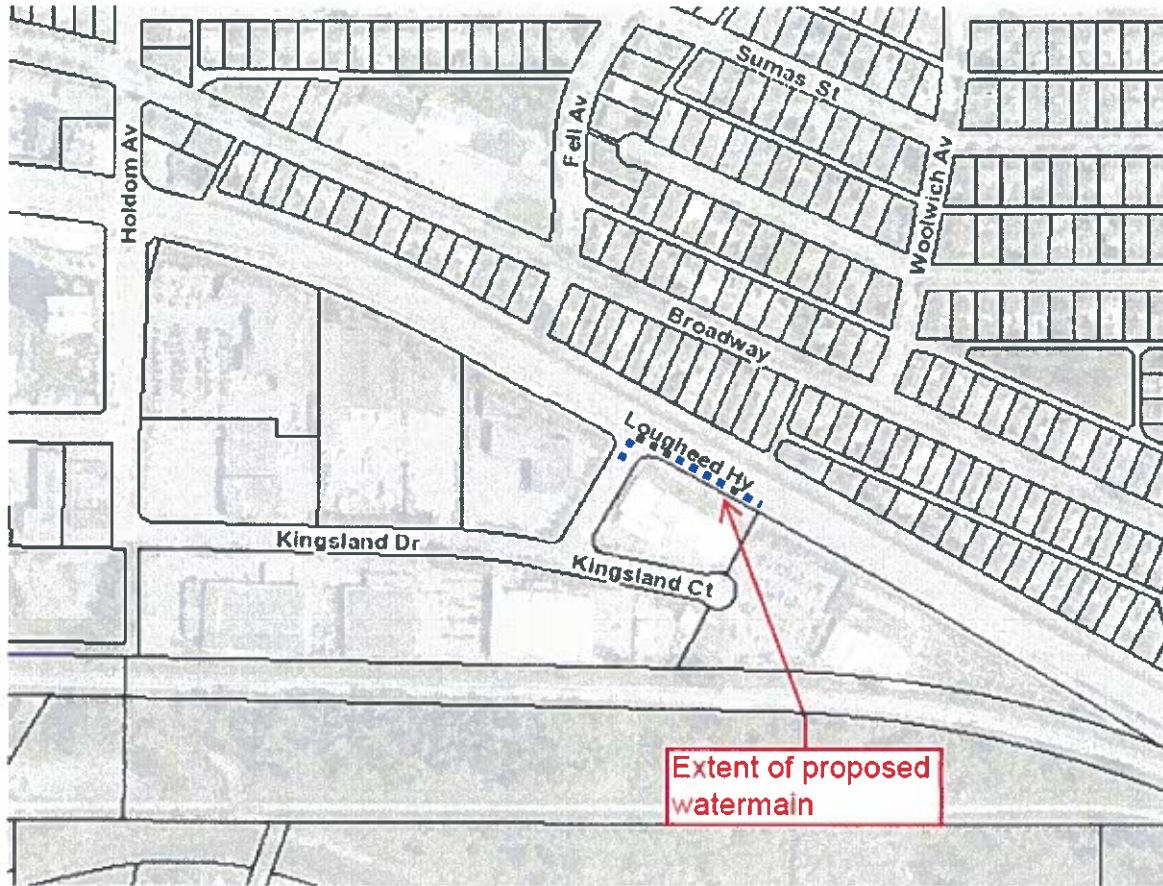 Sumas St
Fell Av
Holdom Av
Woolwich Av
Broadway
Lougheed Hy
Kingsland Dr
Kingsland Ct
Extent of proposed
watermain